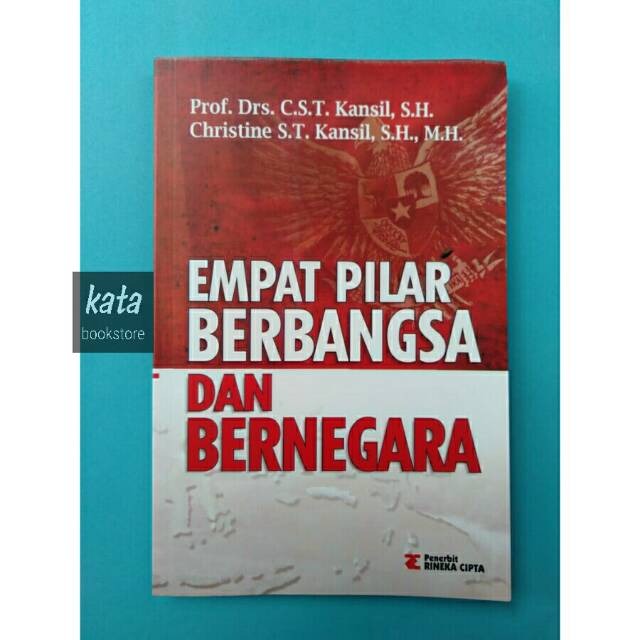 Prof. Drs. C.S.T. Kansil, S.H.
Christine S.T. Kansil, S.H., M.H.
EMPAT PILAR
BERBANGSA
DAN
BERNEGARA
Penerbit
RINEKA CIPTA
kata
bookstore